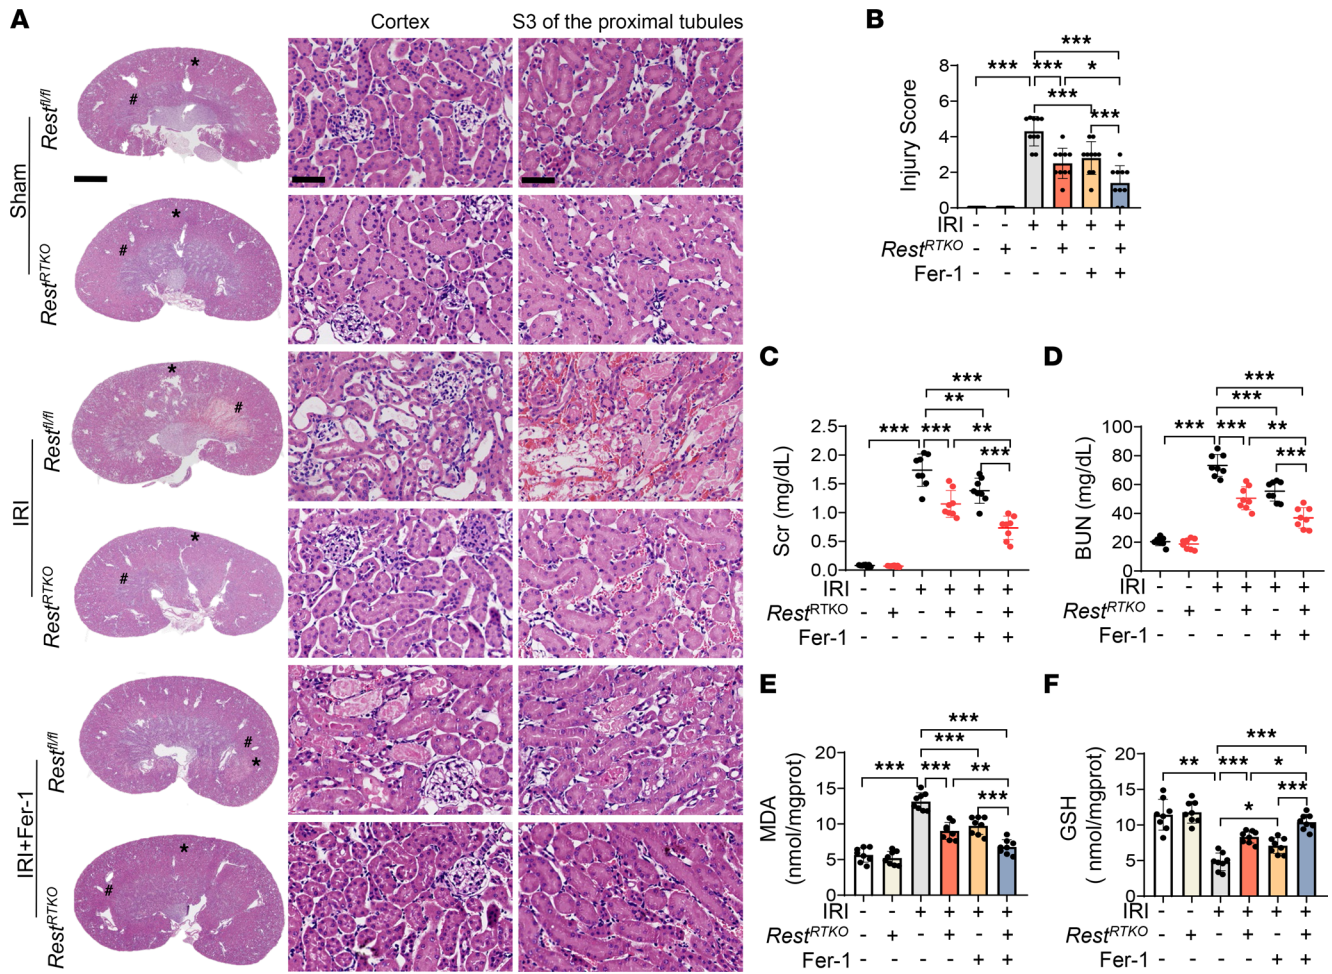 A
Cortex
S3 of the proximal tubules
Sham
Rest^fl/fl
*
#
Rest^RTKO
*
#
IRI
Rest^fl/fl
*
#
Rest^RTKO
*
#
IRI+Fer-1
Rest^fl/fl
#
*
Rest^RTKO
*
#
B
***
*** *** *
***
***
Injury Score
8
6
4
2
0
IRI - - + + + +
Rest^RTKO - + - + - +
Fer-1 - - - - + +
C
***
**
*** *** **
***
Scr (mg/dL)
2.5
2.0
1.5
1.0
0.5
0.0
IRI - - + + + +
Rest^RTKO - + - + - +
Fer-1 - - - - + +
D
***
***
*** *** **
***
BUN (mg/dL)
100
80
60
40
20
0
IRI - - + + + +
Rest^RTKO - + - + - +
Fer-1 - - - - + +
E
***
***
*** *** **
***
MDA
(nmol/mgprot)
20
15
10
5
0
IRI - - + + + +
Rest^RTKO - + - + - +
Fer-1 - - - - + +
F
***
** *** *
***
*
GSH
( nmol/mgprot)
20
15
10
5
0
IRI - - + + + +
Rest^RTKO - + - + - +
Fer-1 - - - - + +